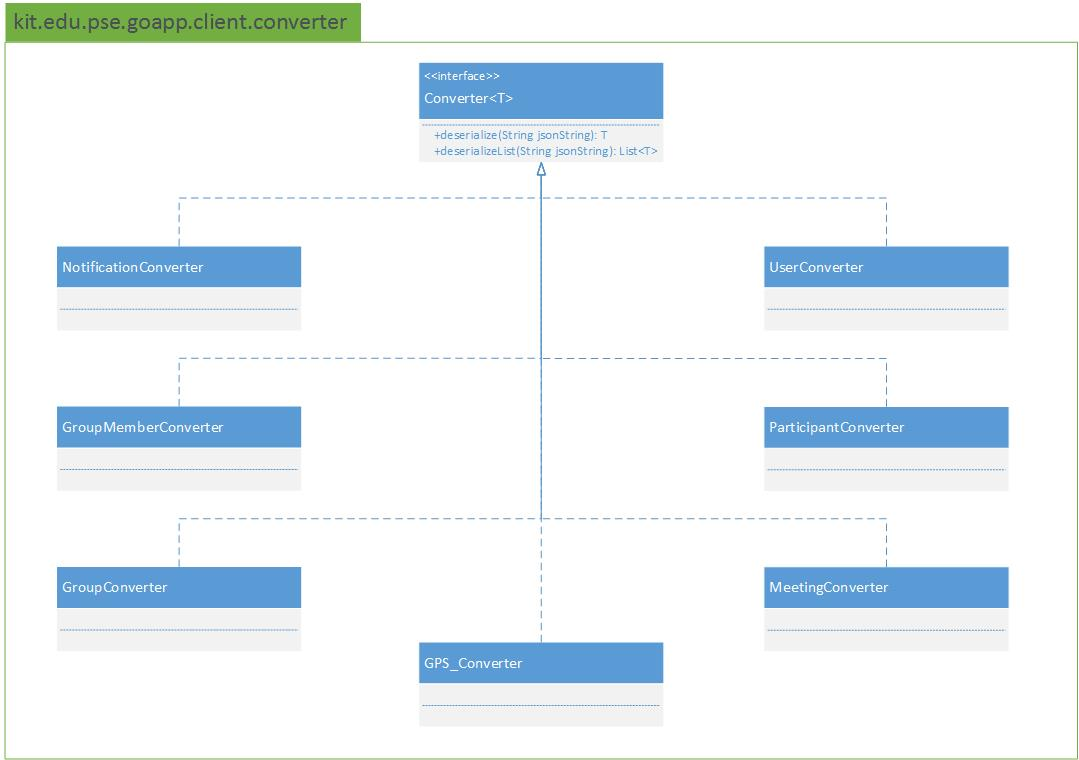 kit.edu.pse.goapp.client.converter
<<interface>>
Converter<T>
+deserialize(String jsonString): T
+deserializeList(String jsonString): List<T>
NotificationConverter
UserConverter
GroupMemberConverter
ParticipantConverter
GroupConverter
MeetingConverter
GPS_Converter